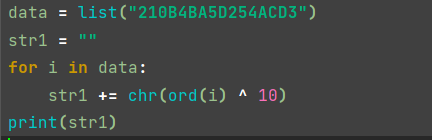 data = list("210B4BA5D254ACD3")
str1 = ""
for i in data:
    str1 += chr(ord(i) ^ 10)
print(str1)